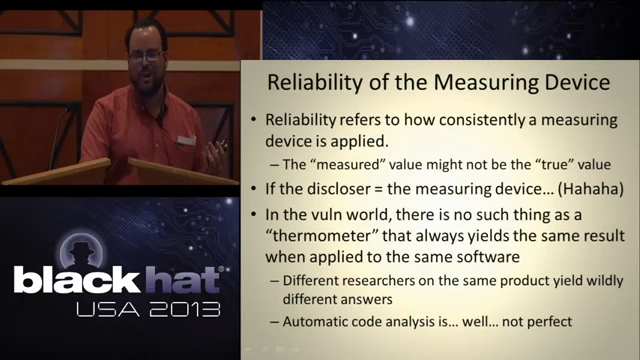 Reliability of the Measuring Device
• Reliability refers to how consistently a measuring
device is applied.
– The “measured” value might not be the “true” value
• If the discloser = the measuring device… (Hahaha)
• In the vuln world, there is no such thing as a
“thermometer” that always yields the same result
when applied to the same software
– Different researchers on the same product yield wildly
different answers
– Automatic code analysis is… well… not perfect
black hat®
USA 2013